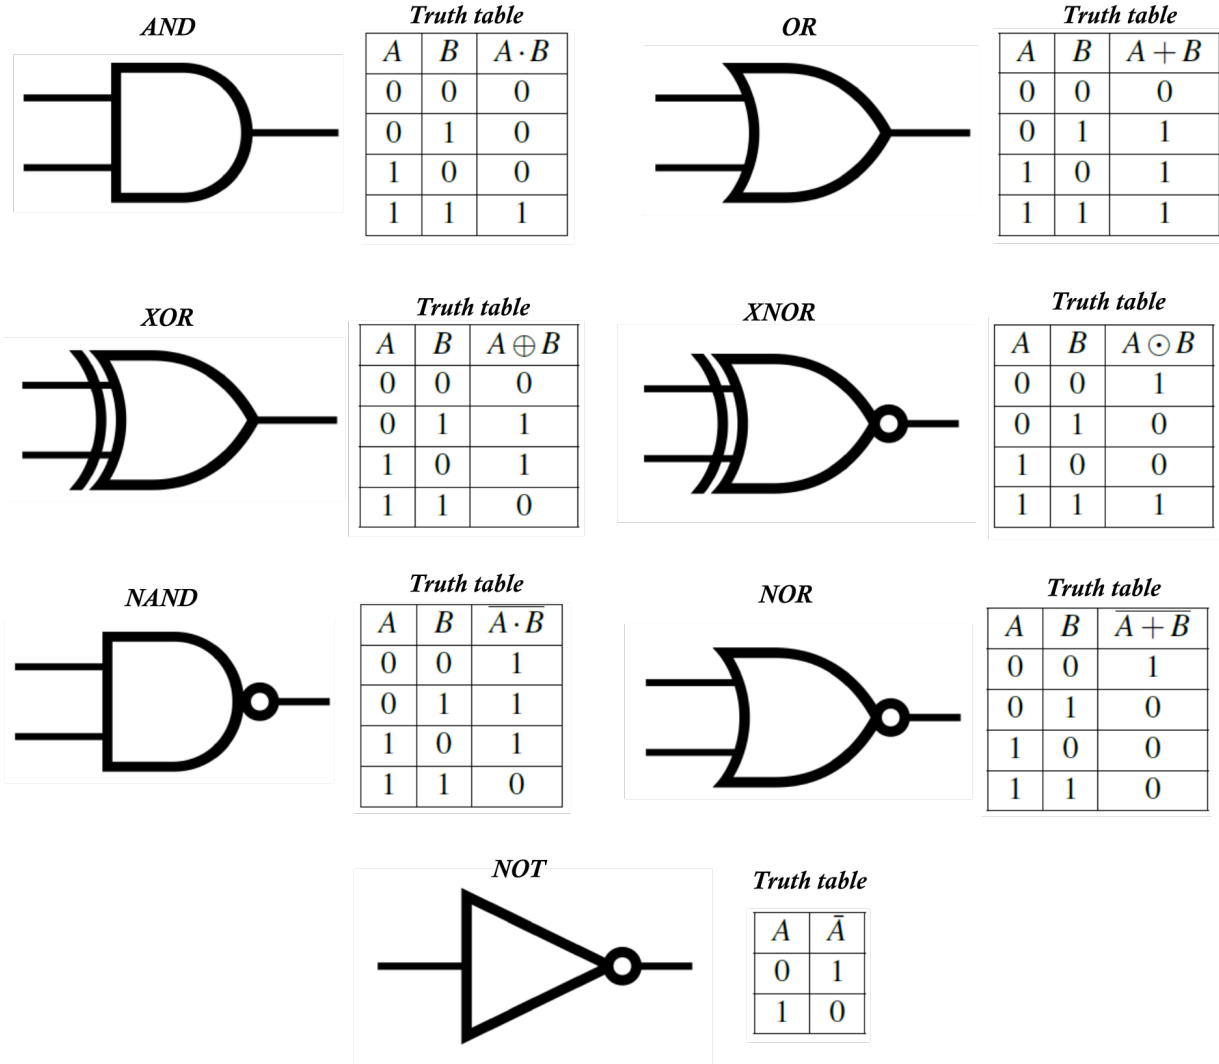 AND
Truth table
A B A · B
0 0 0
0 1 0
1 0 0
1 1 1
OR
Truth table
A B A + B
0 0 0
0 1 1
1 0 1
1 1 1
XOR
Truth table
A B A ⊕ B
0 0 0
0 1 1
1 0 1
1 1 0
XNOR
Truth table
A B A ⊙ B
0 0 1
0 1 0
1 0 0
1 1 1
NAND
Truth table
A B A̅ ·̅ B̅
0 0 1
0 1 1
1 0 1
1 1 0
NOR
Truth table
A B A̅ +̅ B̅
0 0 1
0 1 0
1 0 0
1 1 0
NOT
Truth table
A Ā
0 1
1 0